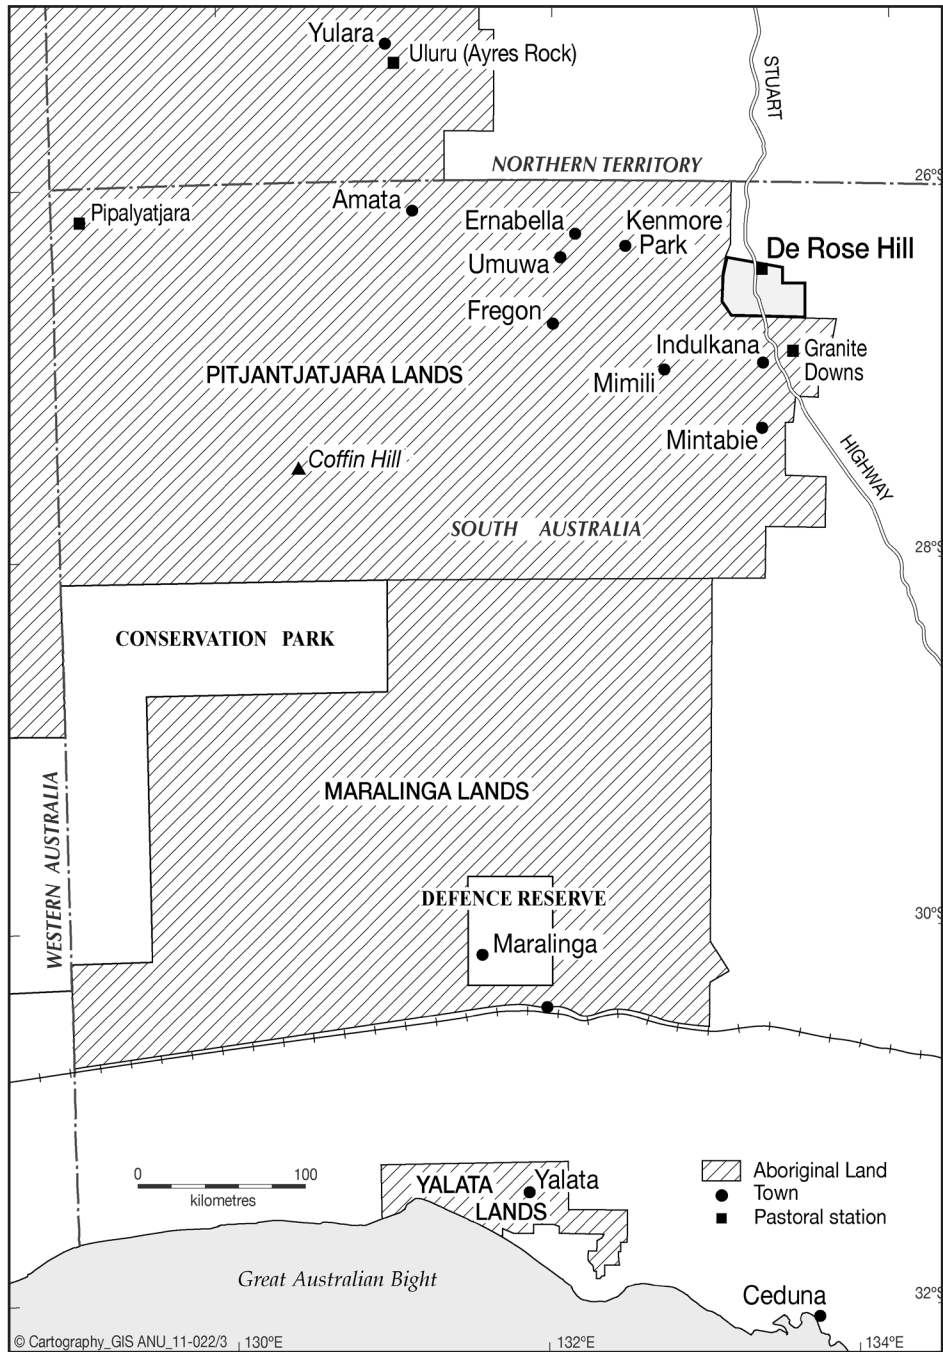 Yulara
Uluru (Ayres Rock)
STUART
NORTHERN TERRITORY
26°S
Pipalyatjara
Amata
Ernabella
Kenmore
Park
Umuwa
De Rose Hill
Fregon
Indulkana
Granite
Downs
PITJANTJATJARA LANDS
Mimili
Mintabie
Coffin Hill
HIGHWAY
SOUTH AUSTRALIA
28°S
CONSERVATION PARK
MARALINGA LANDS
WESTERN AUSTRALIA
DEFENCE RESERVE
30°S
Maralinga
0 100
kilometres
YALATA
LANDS
Yalata
Aboriginal Land
Town
Pastoral station
Great Australian Bight
Ceduna
32°S
© Cartography_GIS ANU_11-022/3
130°E
132°E
134°E